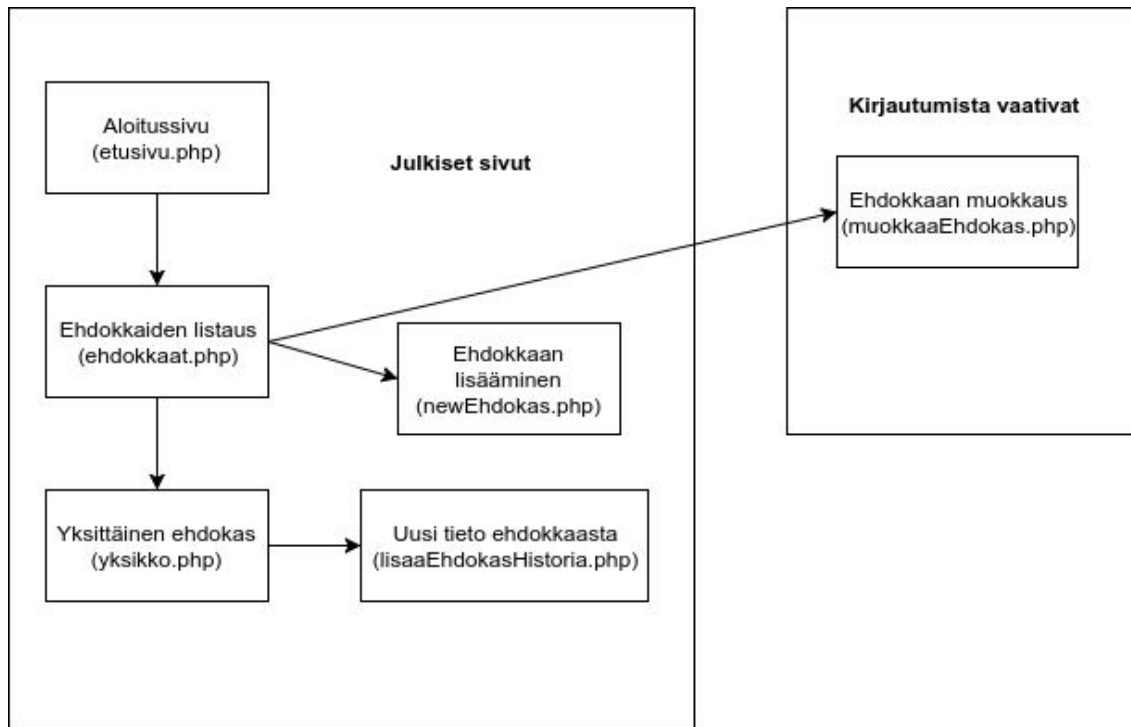 Aloitussivu
(etusivu.php)
Julkiset sivut
Kirjautumista vaativat
Ehdokkaan muokkaus
(muokkaaEhdokas.php)
Ehdokkaiden listaus
(ehdokkaat.php)
Ehdokkaan
lisääminen
(newEhdokas.php)
Yksittäinen ehdokas
(yksikko.php)
Uusi tieto ehdokkaasta
(lisaaEhdokasHistoria.php)